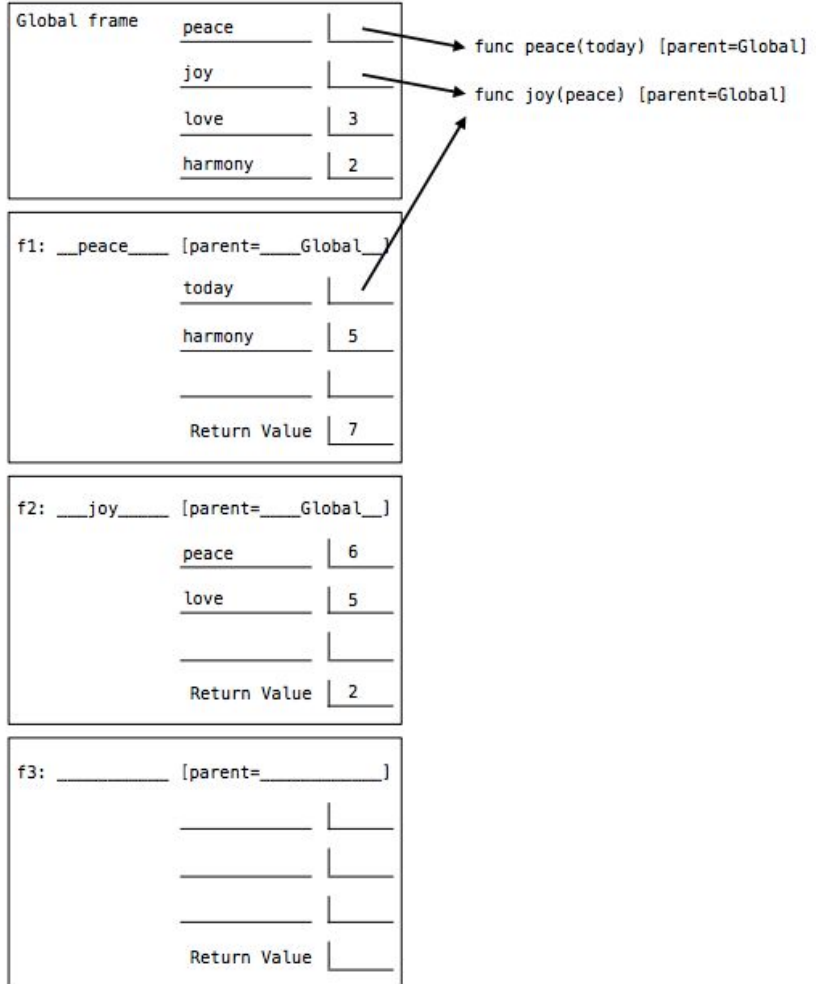 Global frame
peace
func peace(today) [parent=Global]
joy
func joy(peace) [parent=Global]
love 3
harmony 2
f1: __peace____ [parent=____Global__]
today
harmony 5
Return Value 7
f2: ___joy_____ [parent=____Global__]
peace 6
love 5
Return Value 2
f3: ___________ [parent=____________]
Return Value